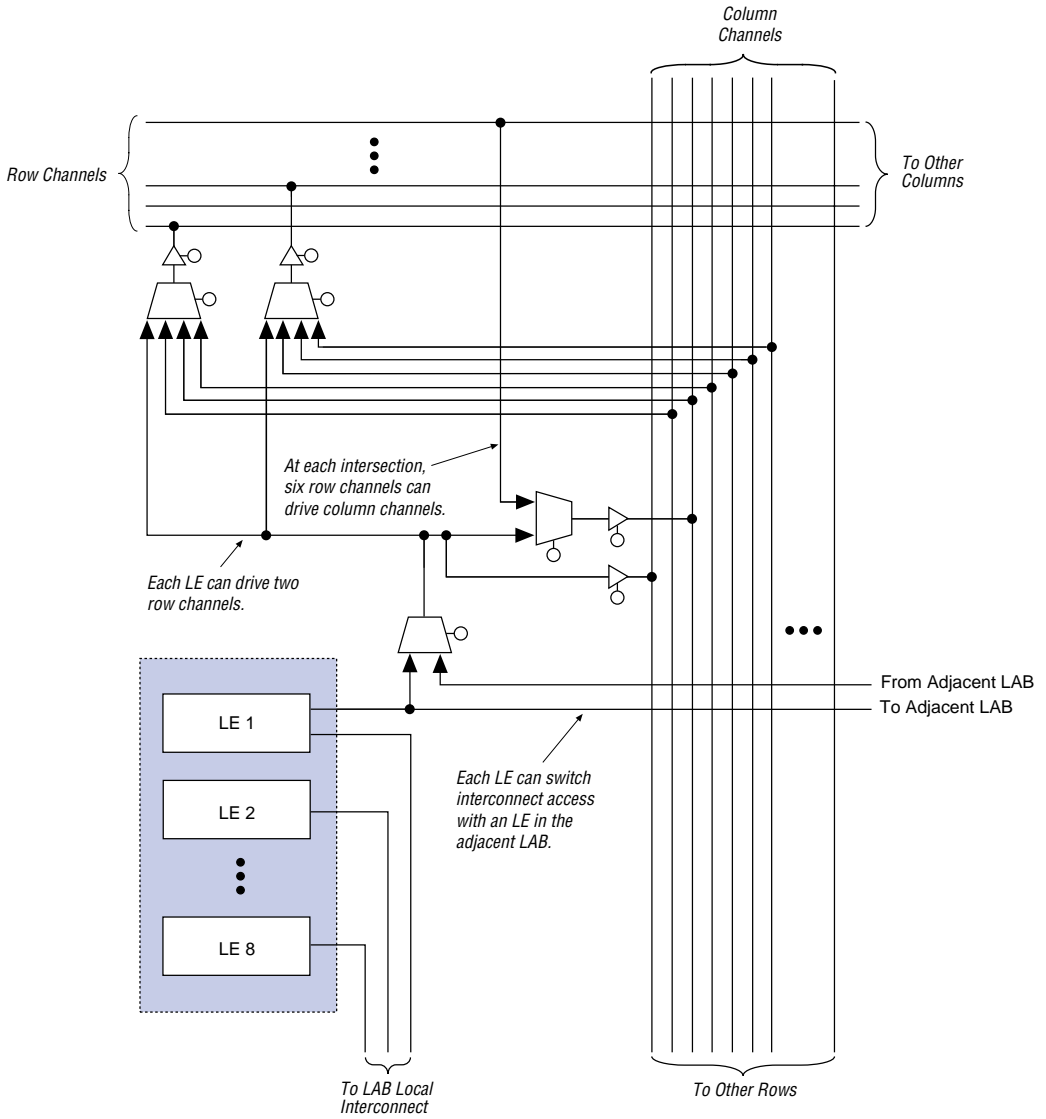 Column
Channels
Row Channels
To Other
Columns
At each intersection,
six row channels can
drive column channels.
Each LE can drive two
row channels.
From Adjacent LAB
To Adjacent LAB
LE 1
LE 2
LE 8
Each LE can switch
interconnect access
with an LE in the
adjacent LAB.
To LAB Local
Interconnect
To Other Rows